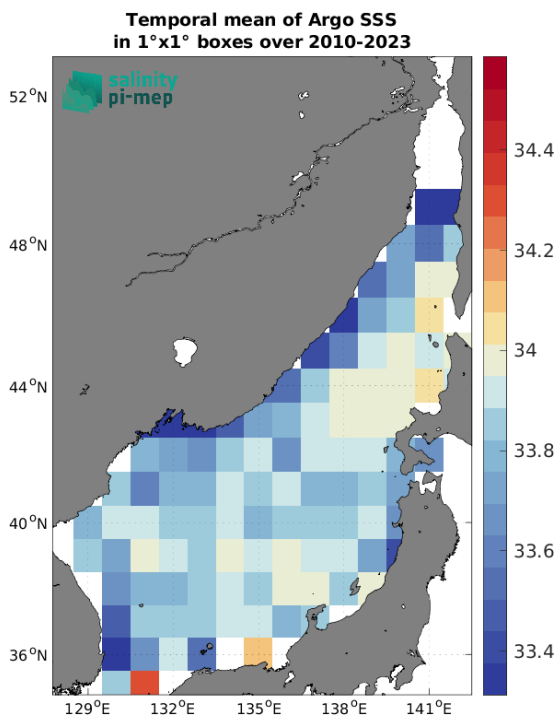 Temporal mean of Argo SSS
in 1°x1° boxes over 2010-2023
salinity
pi-mep
52°N
48°N
44°N
40°N
36°N
129°E
132°E
135°E
138°E
141°E
34.4
34.2
34
33.8
33.6
33.4